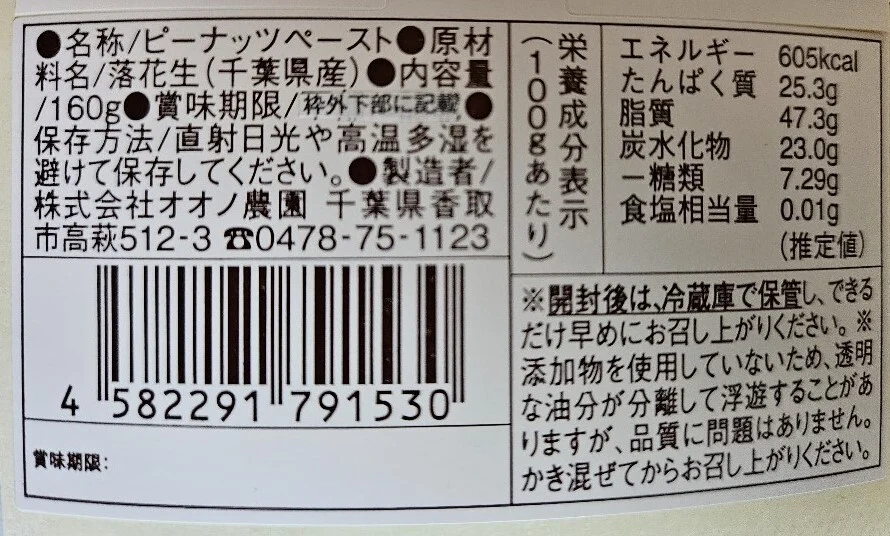 ●名称/ピーナッツペースト●原材
料名/落花生(千葉県産)●内容量
/160g●賞味期限/枠外下部に記載●
保存方法/直射日光や高温多湿を
避けて保存してください。●製造者/
株式会社オオノ農園 千葉県香取
市高萩512-3 ☎0478-75-1123
栄養成分表示
(100gあたり)
エネルギー 605kcal
たんぱく質 25.3g
脂質 47.3g
炭水化物 23.0g
ー糖類 7.29g
食塩相当量 0.01g
(推定値)
※開封後は、冷蔵庫で保管し、できる
だけ早めにお召し上がりください。※
添加物を使用していないため、透明
な油分が分離して浮遊することがあ
りますが、品質に問題はありません。
かき混ぜてからお召し上がりください。
4 582291 791530
賞味期限: